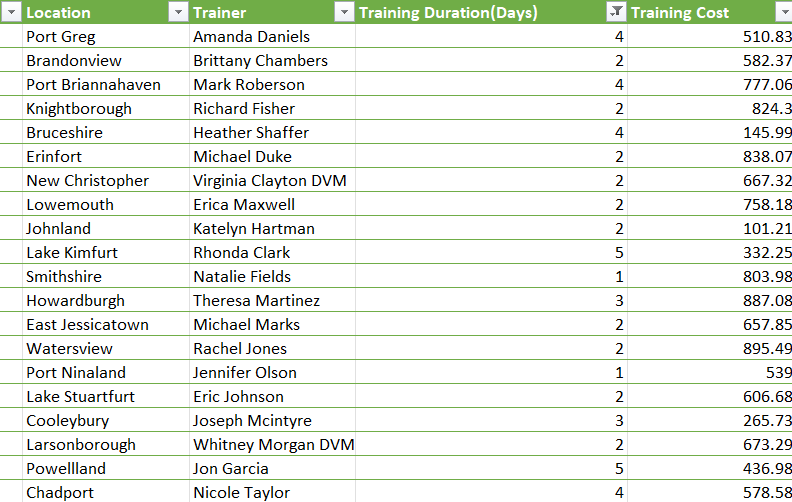 Location Trainer Training Duration(Days) Training Cost
Port Greg Amanda Daniels 4 510.83
Brandonview Brittany Chambers 2 582.37
Port Briannahaven Mark Roberson 4 777.06
Knightborough Richard Fisher 2 824.3
Bruceshire Heather Shaffer 4 145.99
Erinfort Michael Duke 2 838.07
New Christopher Virginia Clayton DVM 2 667.32
Lowemouth Erica Maxwell 2 758.18
Johnland Katelyn Hartman 2 101.21
Lake Kimfurt Rhonda Clark 5 332.25
Smithshire Natalie Fields 1 803.98
Howardburgh Theresa Martinez 3 887.08
East Jessicatown Michael Marks 2 657.85
Watersview Rachel Jones 2 895.49
Port Ninaland Jennifer Olson 1 539
Lake Stuartfurt Eric Johnson 2 606.68
Cooleybury Joseph Mcintyre 3 265.73
Larsonborough Whitney Morgan DVM 2 673.29
Powellland Jon Garcia 5 436.98
Chadport Nicole Taylor 4 578.58